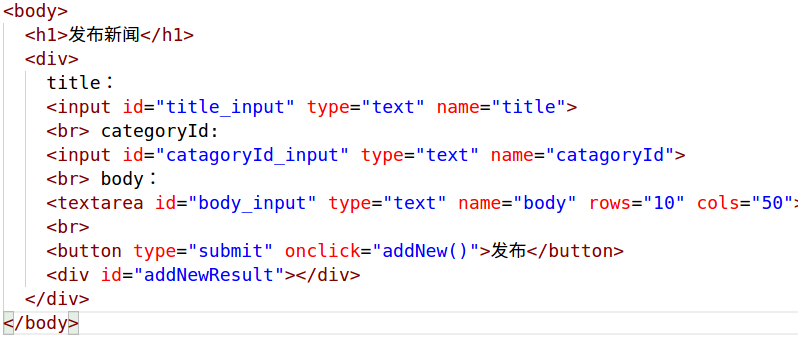 <body>
<h1>发布新闻</h1>
<div>
title：
<input id="title_input" type="text" name="title">
<br> categoryId:
<input id="catagoryId_input" type="text" name="catagoryId">
<br> body：
<textarea id="body_input" type="text" name="body" rows="10" cols="50">
<br>
<button type="submit" onclick="addNew()">发布</button>
<div id="addNewResult"></div>
</div>
</body>